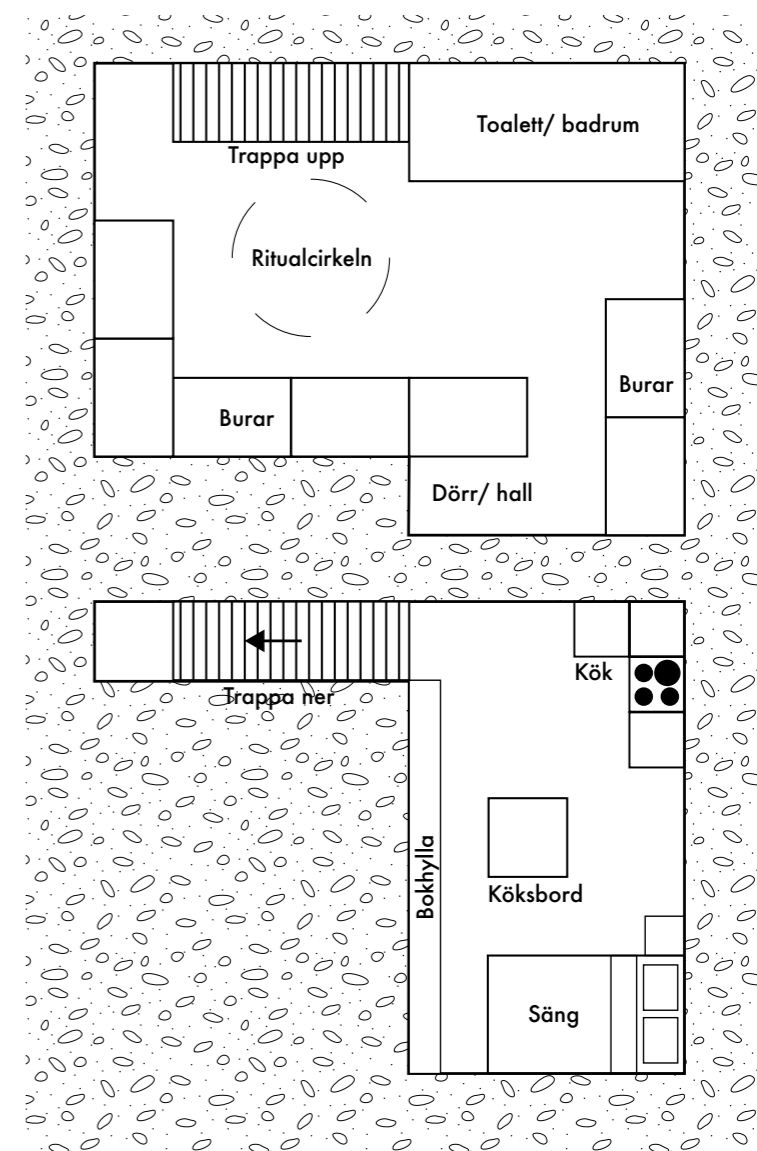 Toalett/ badrum
Trappa upp
Ritualcirkeln
Burar
Burar
Dörr/ hall
Kök
Trappa ner
Bokhylla
Köksbord
Säng